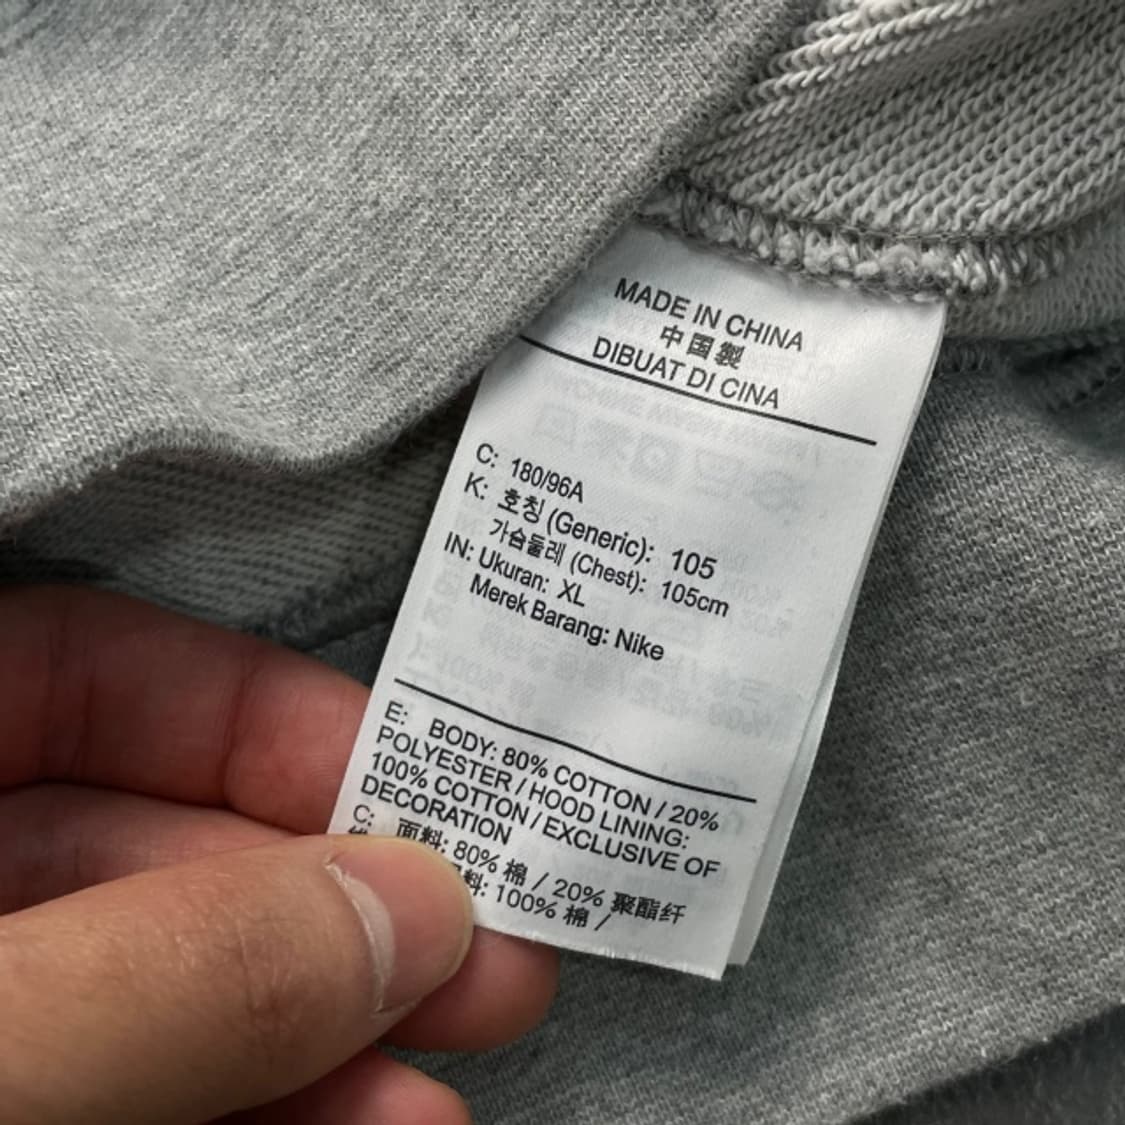 MADE IN CHINA
中国製
DIBUAT DI CINA
C: 180/96A
K: 호칭 (Generic): 105
가슴둘레 (Chest): 105cm
IN: Ukuran: XL
Merek Barang: Nike
E: BODY: 80% COTTON / 20%
POLYESTER / HOOD LINING:
100% COTTON / EXCLUSIVE OF
DECORATION
C: 面料: 80% 棉 / 20% 聚酯纤
料: 100% 棉 /